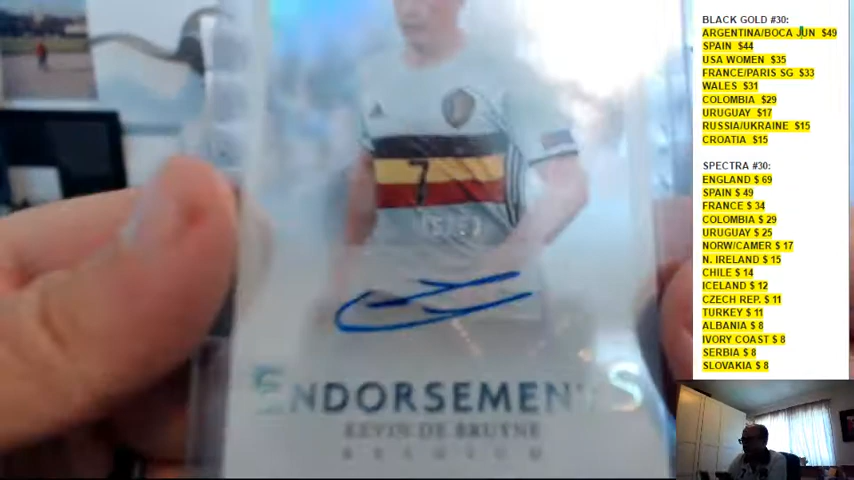 7
ENDORSEMENTS
KEVIN DE BRUYNE
BELGIUM
BLACK GOLD #30:
ARGENTINA/BOCA JUN $49
SPAIN $44
USA WOMEN $35
FRANCE/PARIS SG $33
WALES $31
COLOMBIA $29
URUGUAY $17
RUSSIA/UKRAINE $15
CROATIA $15
SPECTRA #30:
ENGLAND $ 69
SPAIN $ 49
FRANCE $ 34
COLOMBIA $ 29
URUGUAY $ 25
NORW/CAMER $ 17
N. IRELAND $ 15
CHILE $ 14
ICELAND $ 12
CZECH REP. $ 11
TURKEY $ 11
ALBANIA $ 8
IVORY COAST $ 8
SERBIA $ 8
SLOVAKIA $ 8